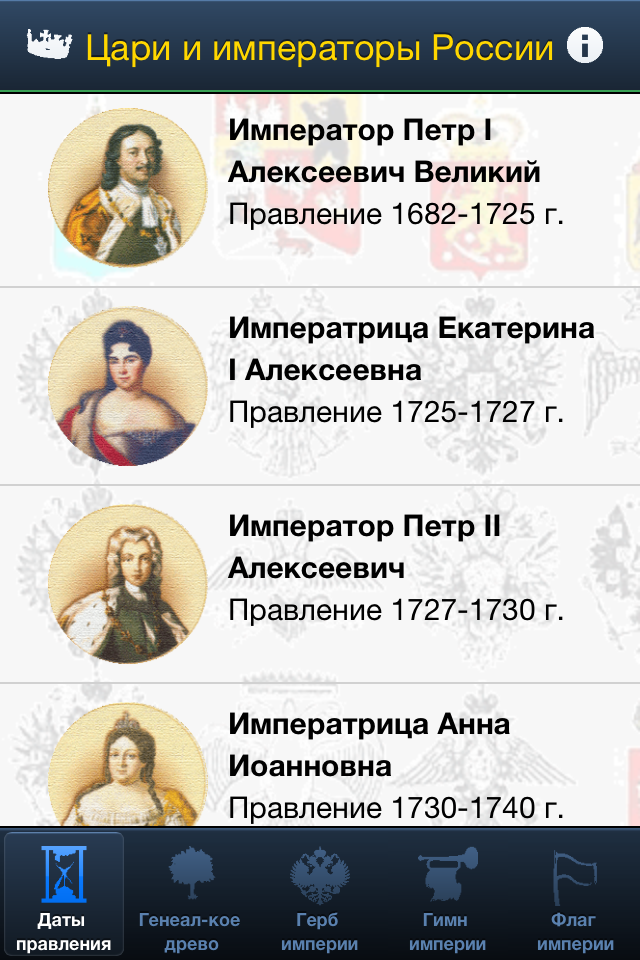 Цари и императоры России
Император Петр I
Алексеевич Великий
Правление 1682-1725 г.
Императрица Екатерина
I Алексеевна
Правление 1725-1727 г.
Император Петр II
Алексеевич
Правление 1727-1730 г.
Императрица Анна
Иоанновна
Правление 1730-1740 г.
Даты
правления
Генеал-кое
древо
Герб
империи
Гимн
империи
Флаг
империи